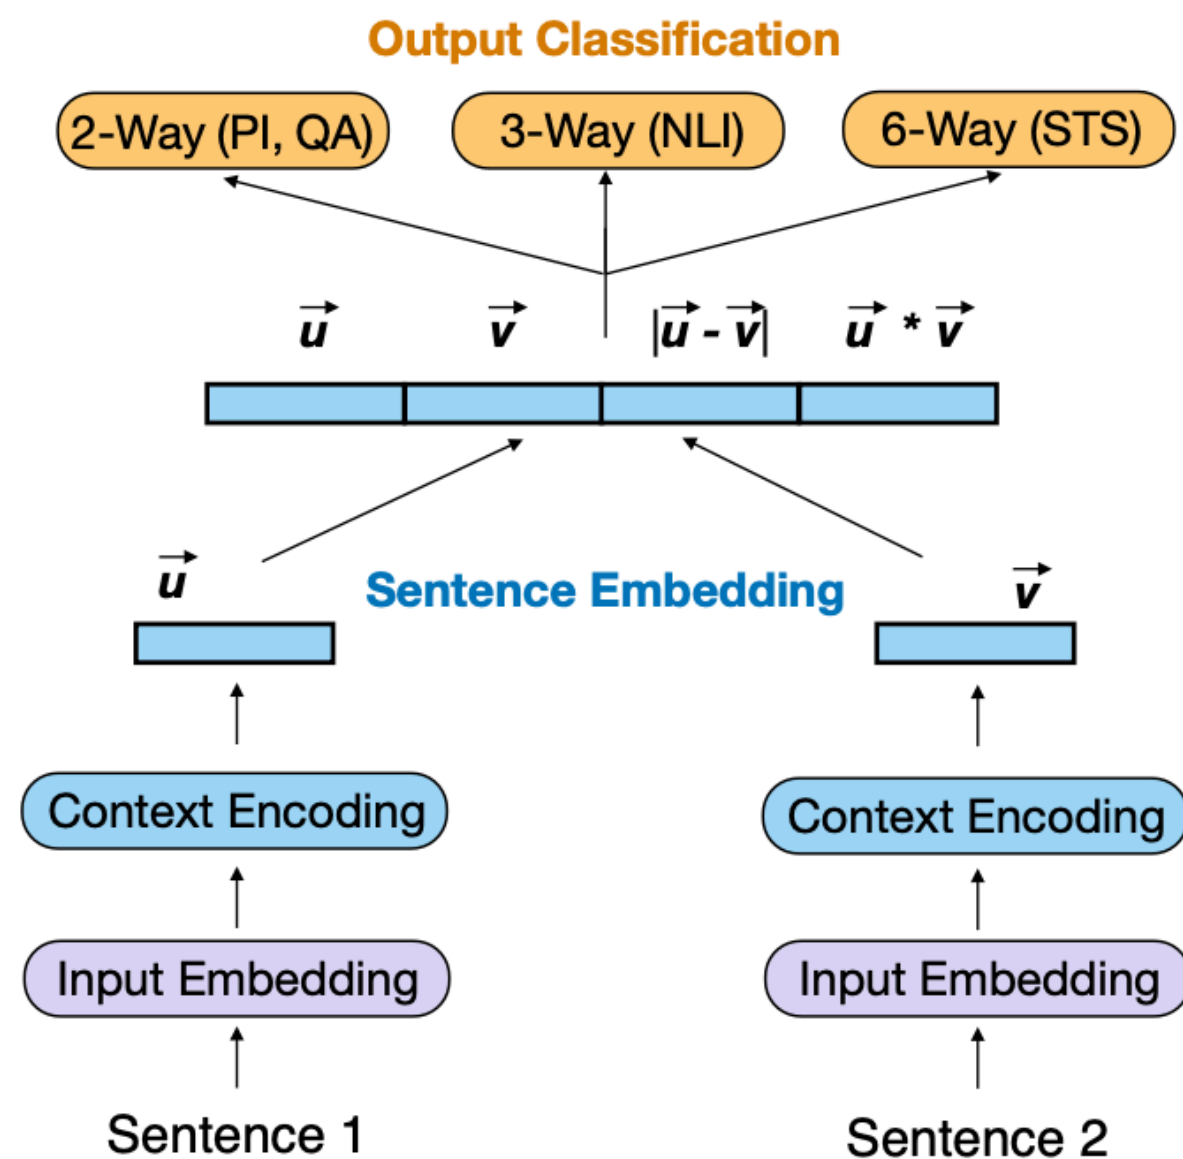 Output Classification
2-Way (PI, QA) 3-Way (NLI) 6-Way (STS)
u v |u - v| u * v
u Sentence Embedding v
Context Encoding Context Encoding
Input Embedding Input Embedding
Sentence 1 Sentence 2